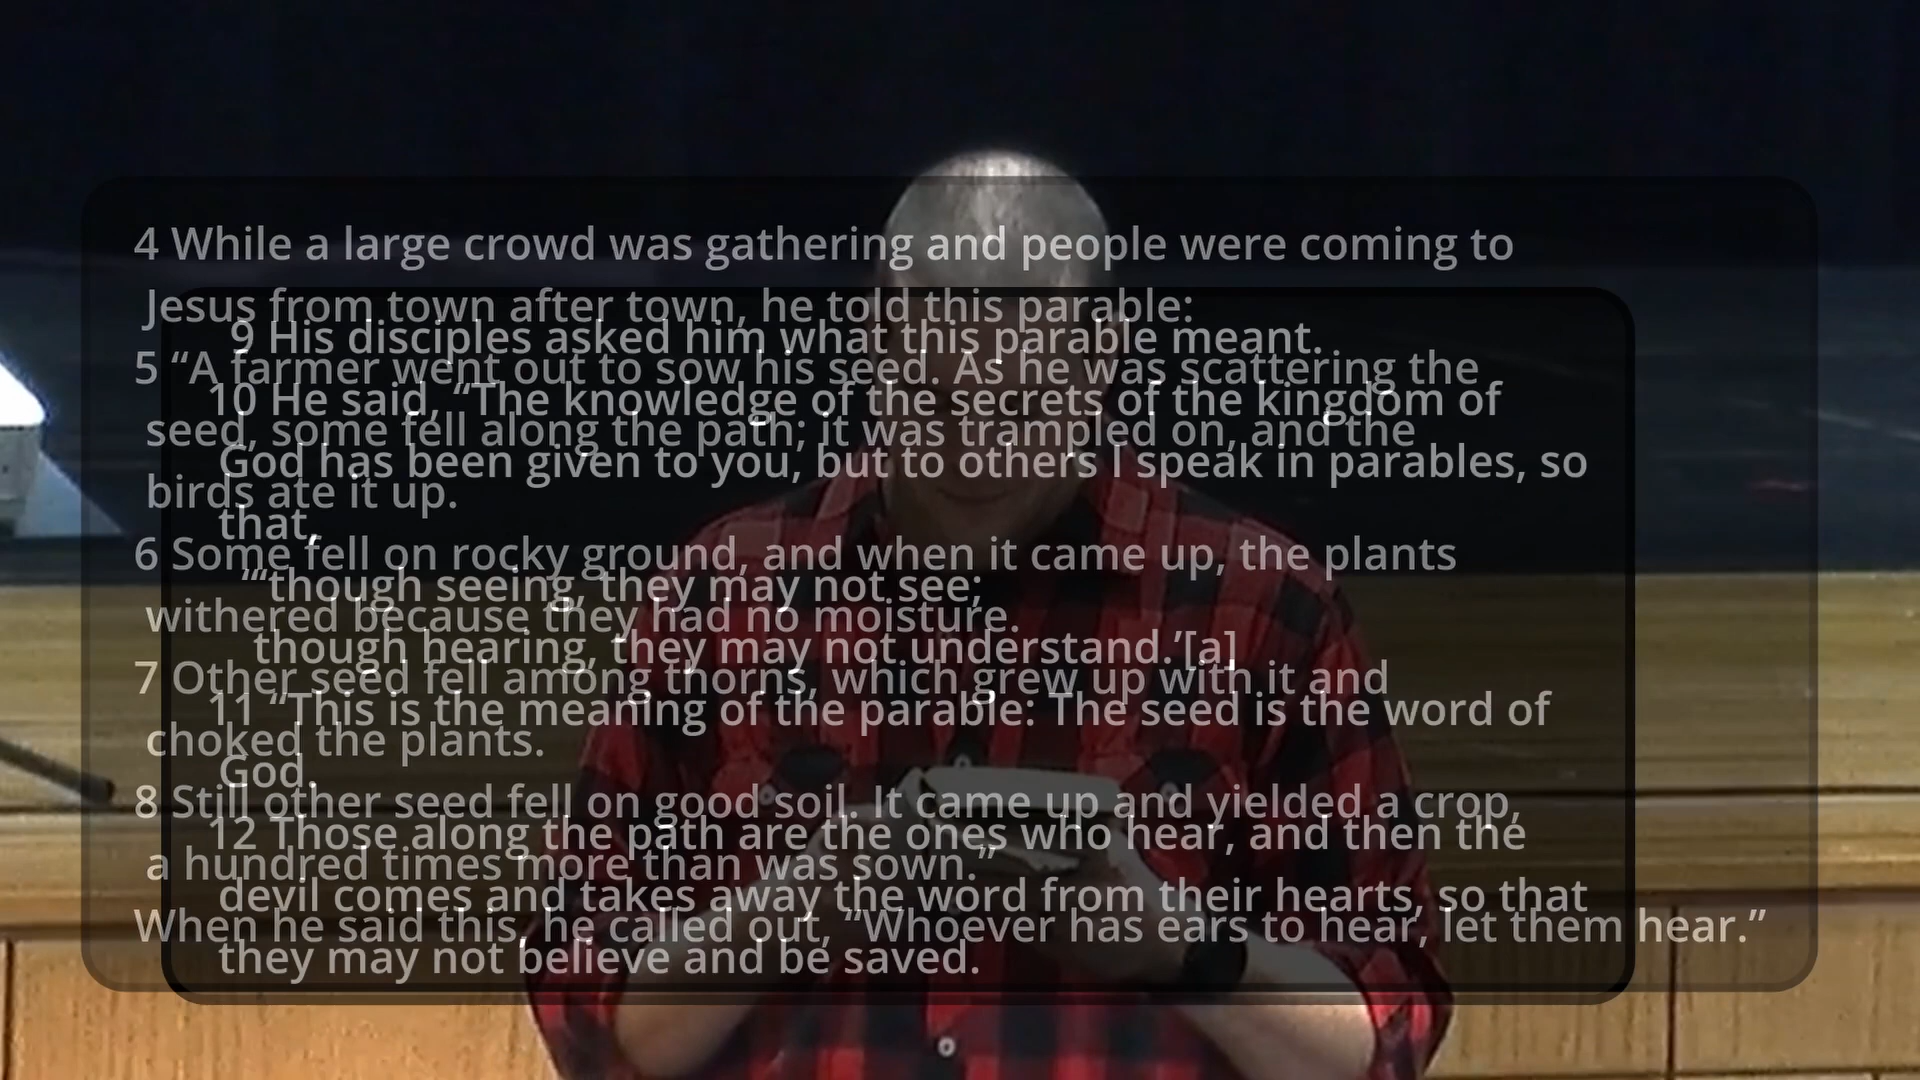 4 While a large crowd was gathering and people were coming to
Jesus from town after town, he told this parable:
5 “A farmer went out to sow his seed. As he was scattering the
seed, some fell along the path; it was trampled on, and the
birds ate it up.
6 Some fell on rocky ground, and when it came up, the plants
withered because they had no moisture.
7 Other seed fell among thorns, which grew up with it and
choked the plants.
8 Still other seed fell on good soil. It came up and yielded a crop,
a hundred times more than was sown.”
When he said this, he called out, “Whoever has ears to hear, let them hear.”
9 His disciples asked him what this parable meant.
10 He said, “The knowledge of the secrets of the kingdom of
God has been given to you, but to others I speak in parables, so
that,
“‘though seeing, they may not see;
though hearing, they may not understand.’[a]
11 “This is the meaning of the parable: The seed is the word of
God.
12 Those along the path are the ones who hear, and then the
devil comes and takes away the word from their hearts, so that
they may not believe and be saved.